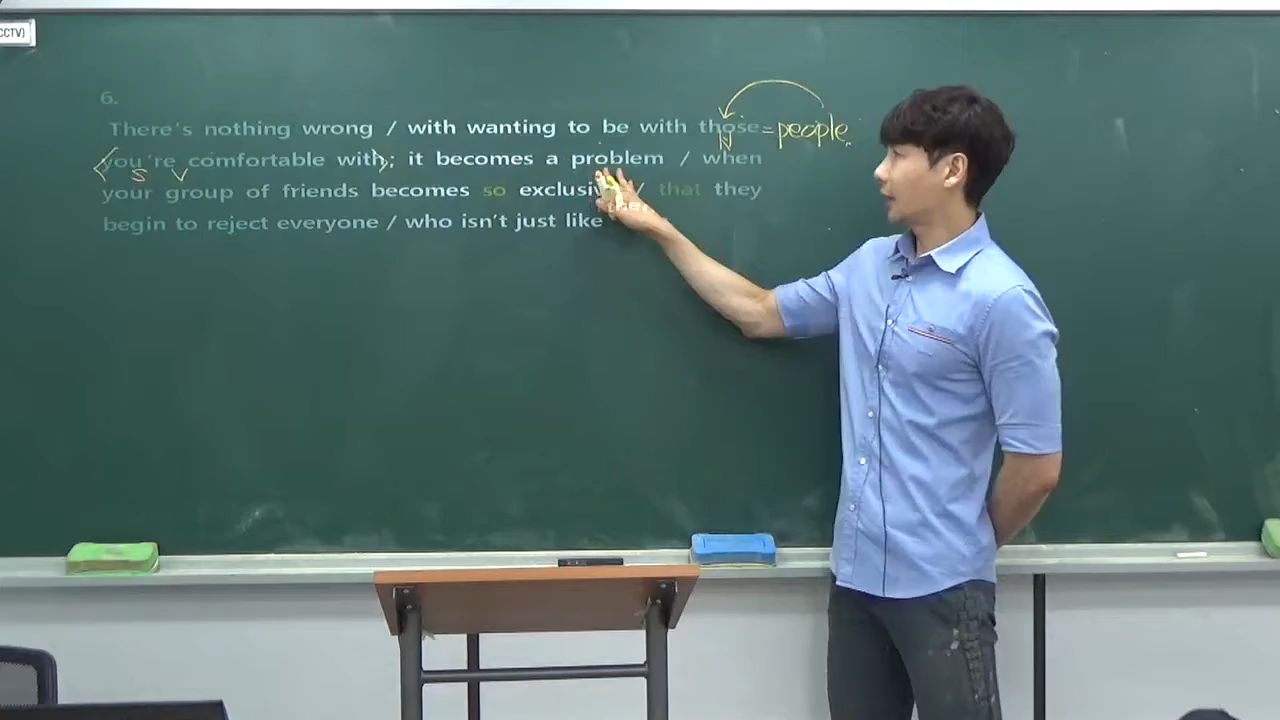 CCTV)
6.
There's nothing wrong / with wanting to be with those = people
N
you're comfortable with; it becomes a problem / when
S V
your group of friends becomes so / that they
begin to reject everyone / who isn't just like